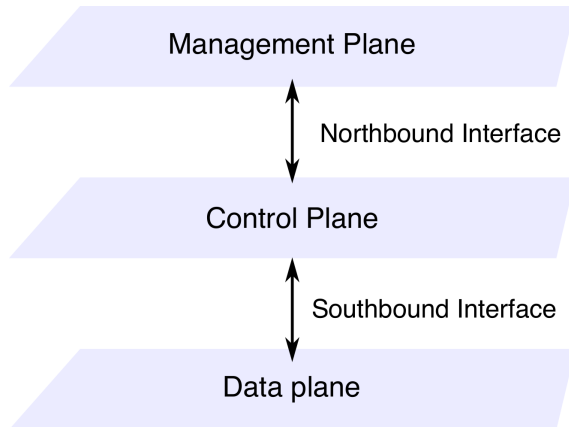 Management Plane
Northbound Interface
Control Plane
Southbound Interface
Data plane